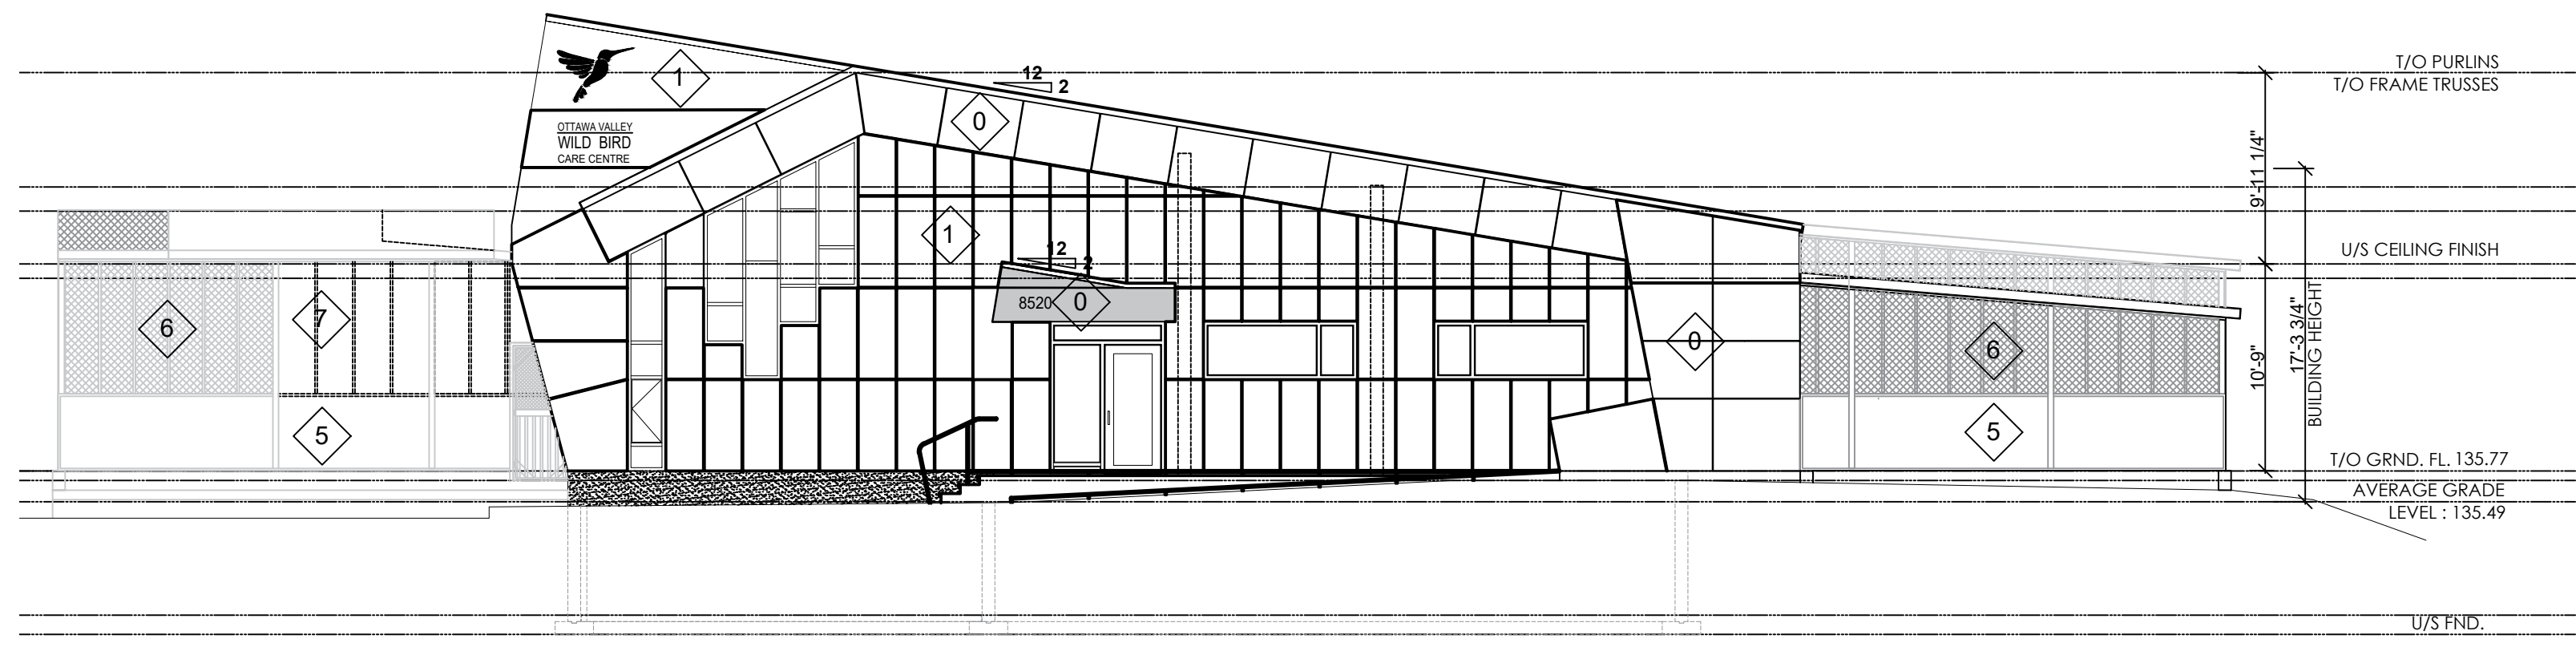 T/O PURLINS
T/O FRAME TRUSSES
12
2
1
0
OTTAWA VALLEY
WILD BIRD
CARE CENTRE
9'-11 1/4"
1
12
2
U/S CEILING FINISH
8520
0
6
7
0
6
10'-9"
17'-3 3/4"
BUILDING HEIGHT
5
5
T/O GRND. FL. 135.77
AVERAGE GRADE
LEVEL : 135.49
U/S FND.